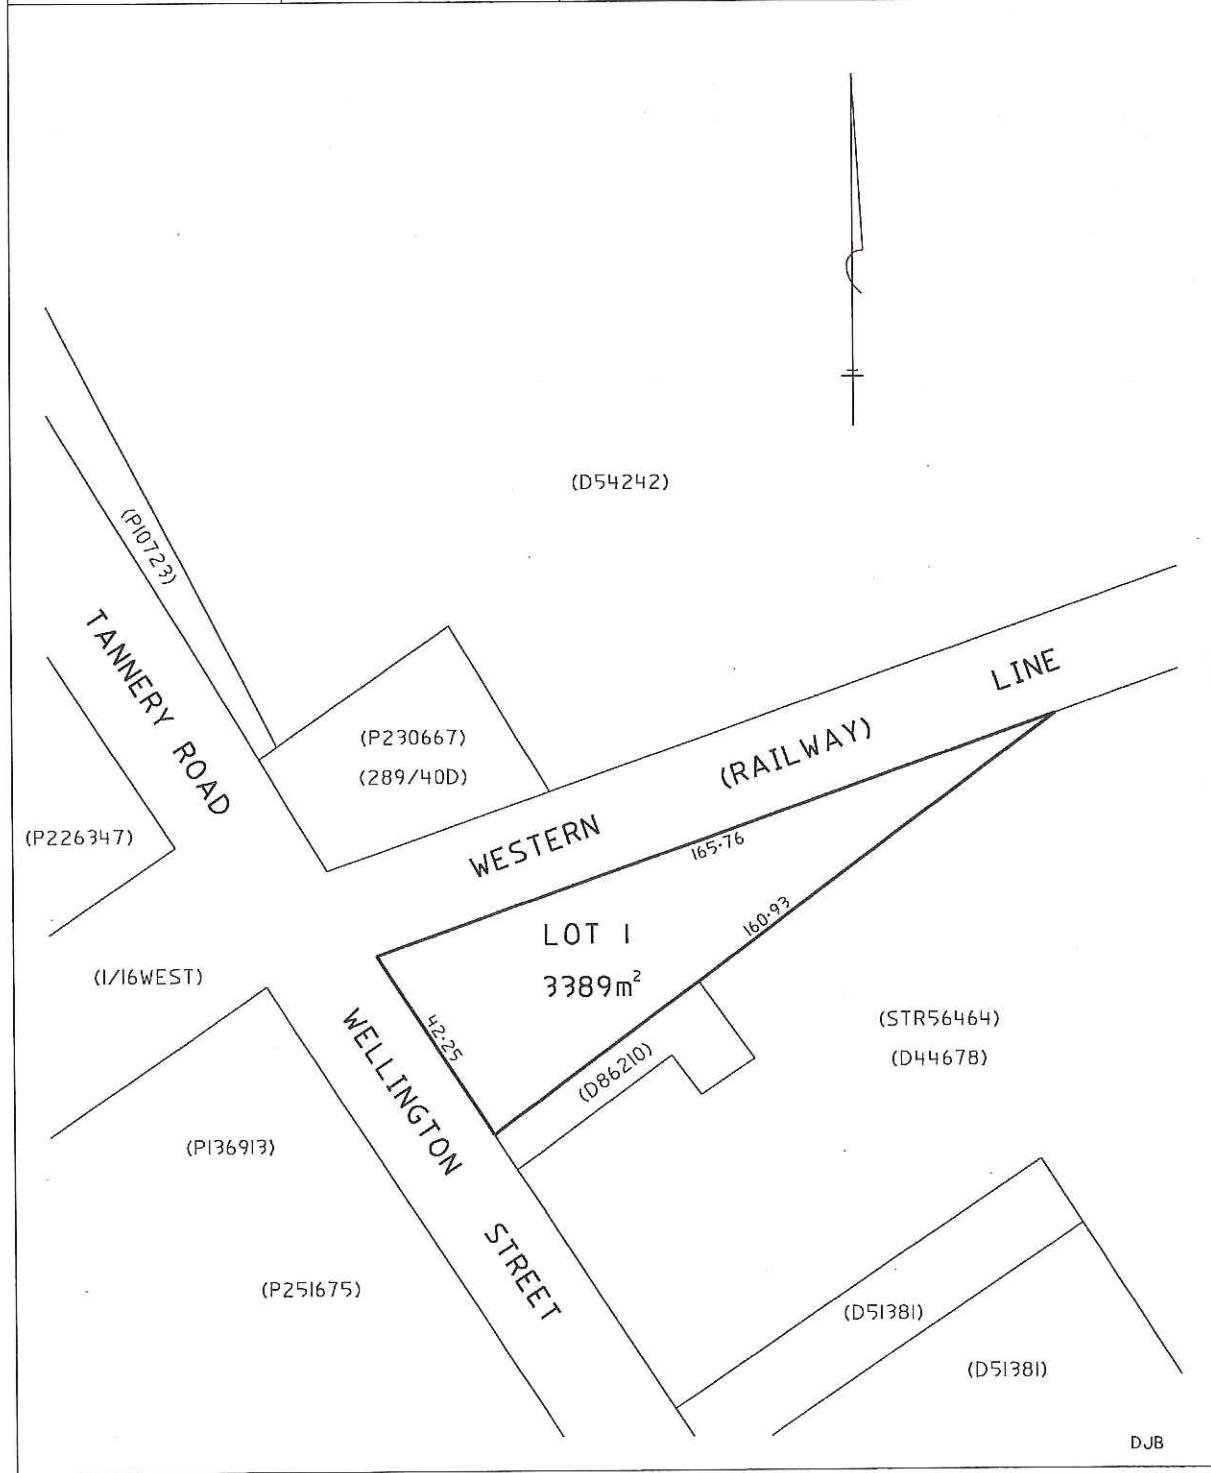 (D54242)
(P10723)
TANNERY ROAD
(P230667)
(289/40D)
WESTERN (RAILWAY) LINE
(P226347)
165·76
160·93
LOT 1
3389m²
(1/16WEST)
42·25
WELLINGTON STREET
(D86210)
(STR56464)
(D44678)
(P136913)
(P251675)
(D51381)
(D51381)
DJB